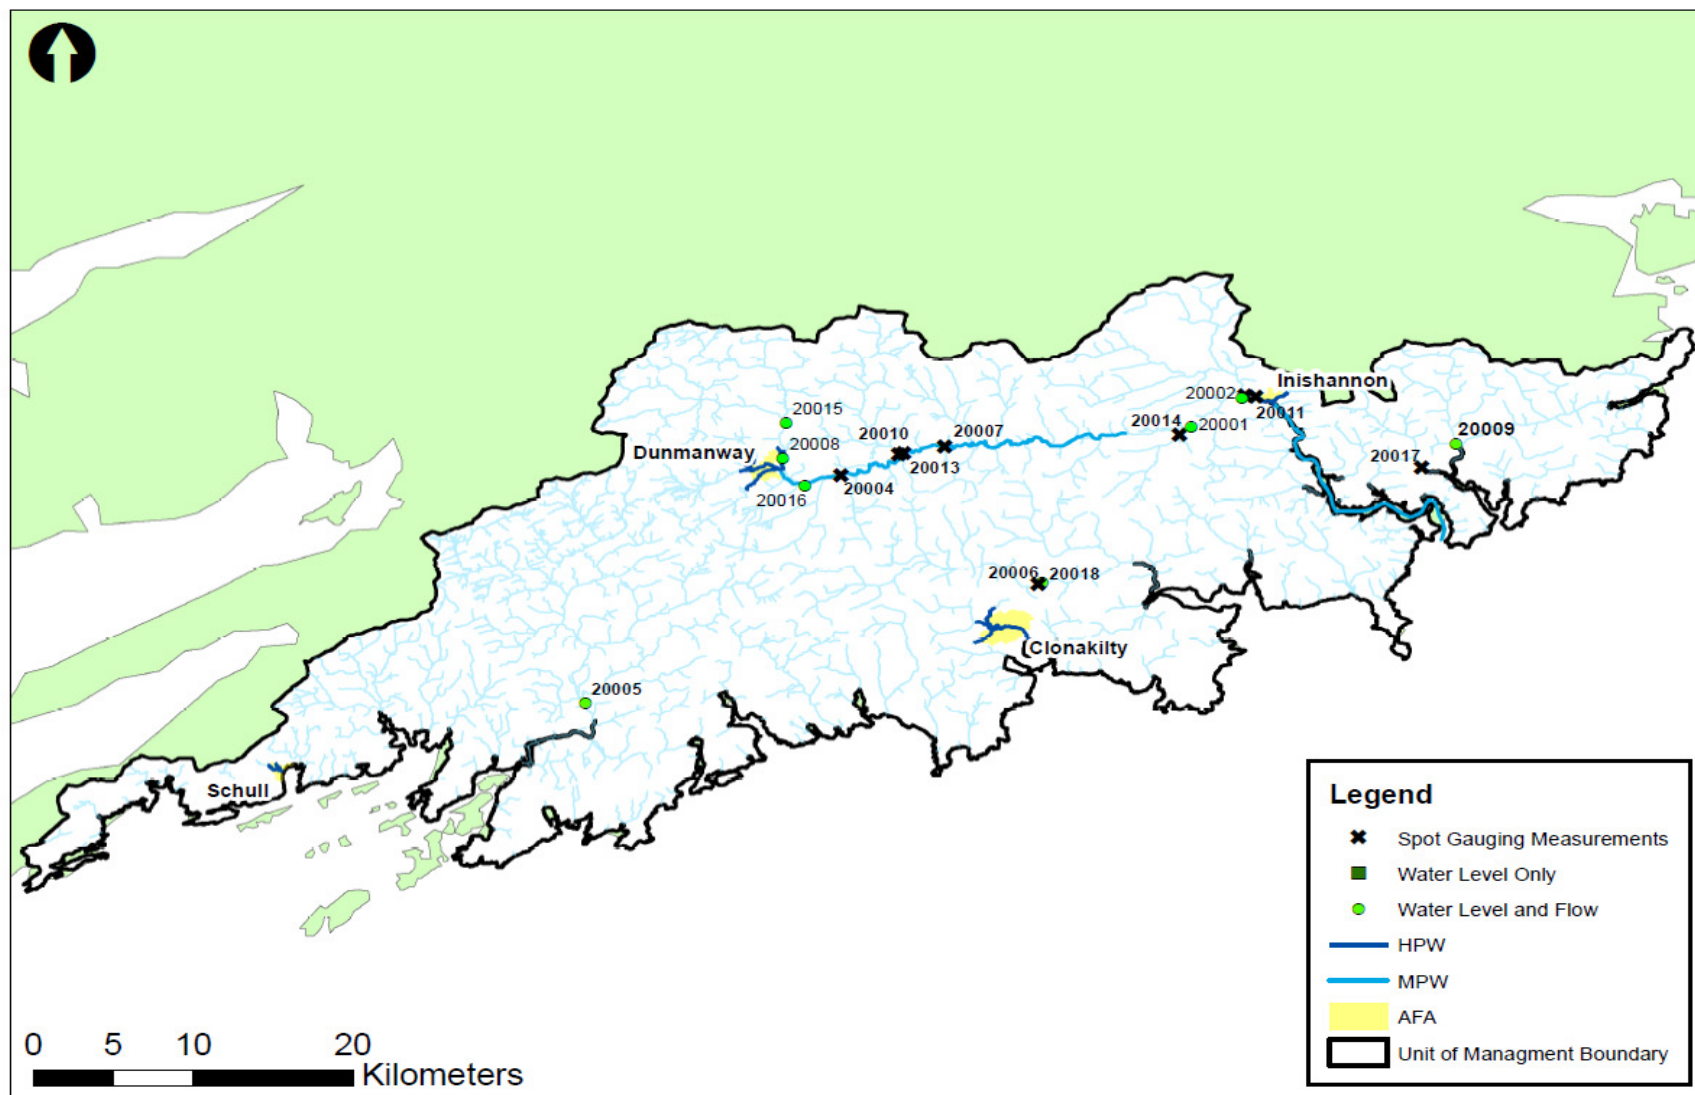 Inishannon
20002
20011
20015
20014
20001
20010
20007
20009
20008
Dunmanway
20013
20017
20016
20004
20006
20018
Clonakilty
20005
Schull
Legend
Spot Gauging Measurements
Water Level Only
Water Level and Flow
HPW
MPW
AFA
Unit of Managment Boundary
0 5 10 20
Kilometers